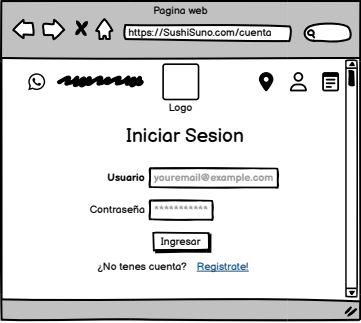 Pagina web
https://SushiSuno.com/cuenta
Logo
Iniciar Sesion
Usuario youremail@example.com
Contraseña ***********
Ingresar
¿No tenes cuenta? Registrate!